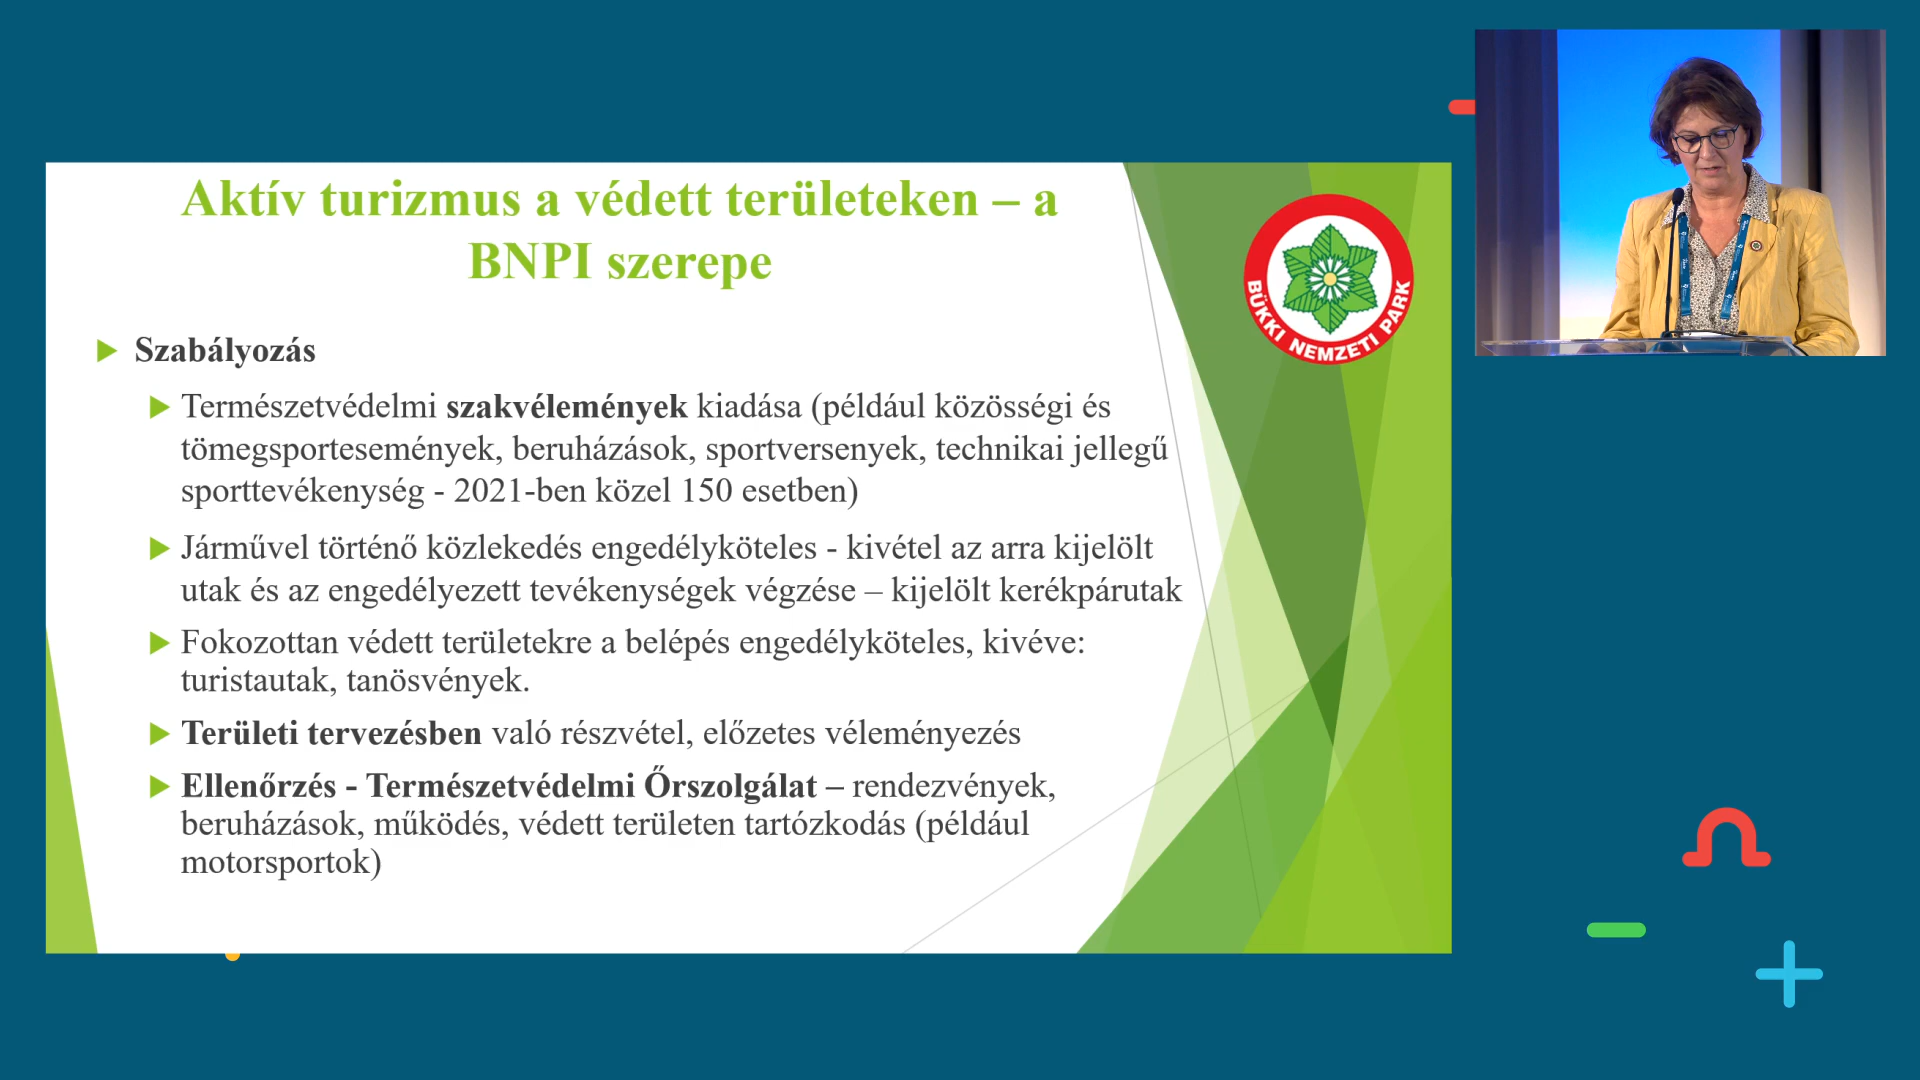 Aktív turizmus a védett területeken – a
BNPI szerepe
BÜKKI NEMZETI PARK
Szabályozás
Természetvédelmi szakvélemények kiadása (például közösségi és
tömegsportesemények, beruházások, sportversenyek, technikai jellegű
sporttevékenység - 2021-ben közel 150 esetben)
Járművel történő közlekedés engedélyköteles - kivétel az arra kijelölt
utak és az engedélyezett tevékenységek végzése – kijelölt kerékpárutak
Fokozottan védett területekre a belépés engedélyköteles, kivéve:
turistautak, tanösvények.
Területi tervezésben való részvétel, előzetes véleményezés
Ellenőrzés - Természetvédelmi Őrszolgálat – rendezvények,
beruházások, működés, védett területen tartózkodás (például
motorsportok)